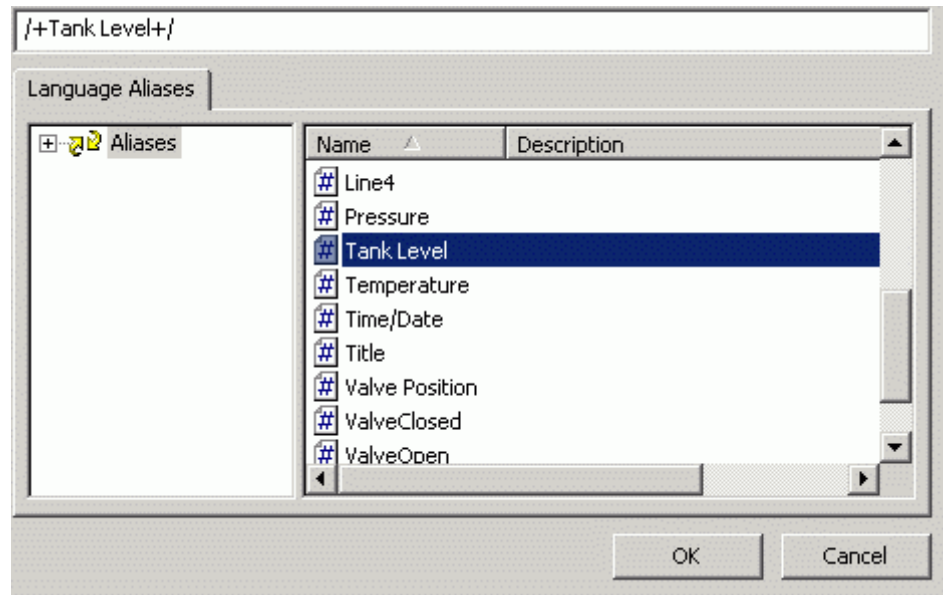 /+Tank Level+/
Language Aliases
Aliases
Name Description
Line4
Pressure
Tank Level
Temperature
Time/Date
Title
Valve Position
ValveClosed
ValveOpen
OK Cancel